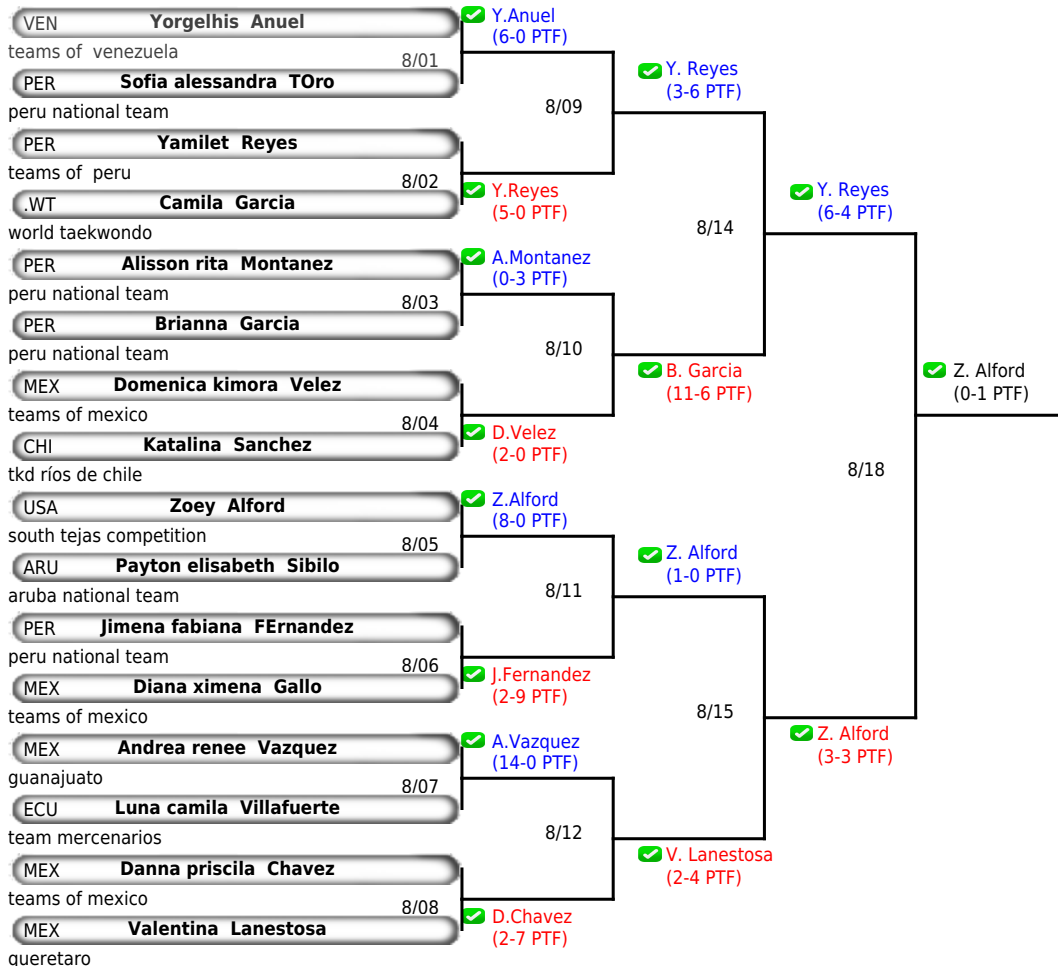 VEN Yorgelhis Anuel
teams of venezuela
8/01
PER Sofia alessandra TOro
peru national team
PER Yamilet Reyes
teams of peru
8/02
.WT Camila Garcia
world taekwondo
PER Alisson rita Montanez
peru national team
8/03
PER Brianna Garcia
peru national team
MEX Domenica kimora Velez
teams of mexico
8/04
CHI Katalina Sanchez
tkd ríos de chile
USA Zoey Alford
south tejas competition
8/05
ARU Payton elisabeth Sibilo
aruba national team
PER Jimena fabiana FErnandez
peru national team
8/06
MEX Diana ximena Gallo
teams of mexico
MEX Andrea renee Vazquez
guanajuato
8/07
ECU Luna camila Villafuerte
team mercenarios
MEX Danna priscila Chavez
teams of mexico
8/08
MEX Valentina Lanestosa
queretaro
Y.Anuel
(6-0 PTF)
8/09
Y.Reyes
(5-0 PTF)
A.Montanez
(0-3 PTF)
8/10
D.Velez
(2-0 PTF)
Z.Alford
(8-0 PTF)
8/11
J.Fernandez
(2-9 PTF)
A.Vazquez
(14-0 PTF)
8/12
D.Chavez
(2-7 PTF)
Y. Reyes
(3-6 PTF)
8/14
B. Garcia
(11-6 PTF)
Z. Alford
(1-0 PTF)
8/15
V. Lanestosa
(2-4 PTF)
Y. Reyes
(6-4 PTF)
8/18
Z. Alford
(3-3 PTF)
Z. Alford
(0-1 PTF)